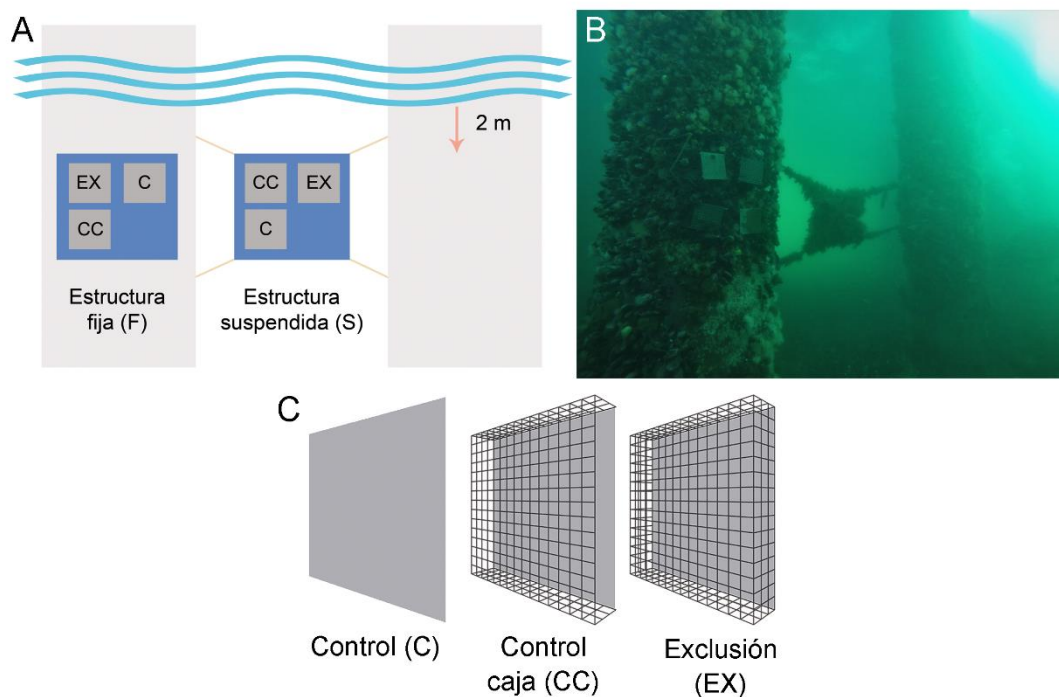 A
B
2 m
EX
C
CC
EX
CC
C
Estructura
fija (F)
Estructura
suspendida (S)
C
Control (C)
Control
caja (CC)
Exclusión
(EX)